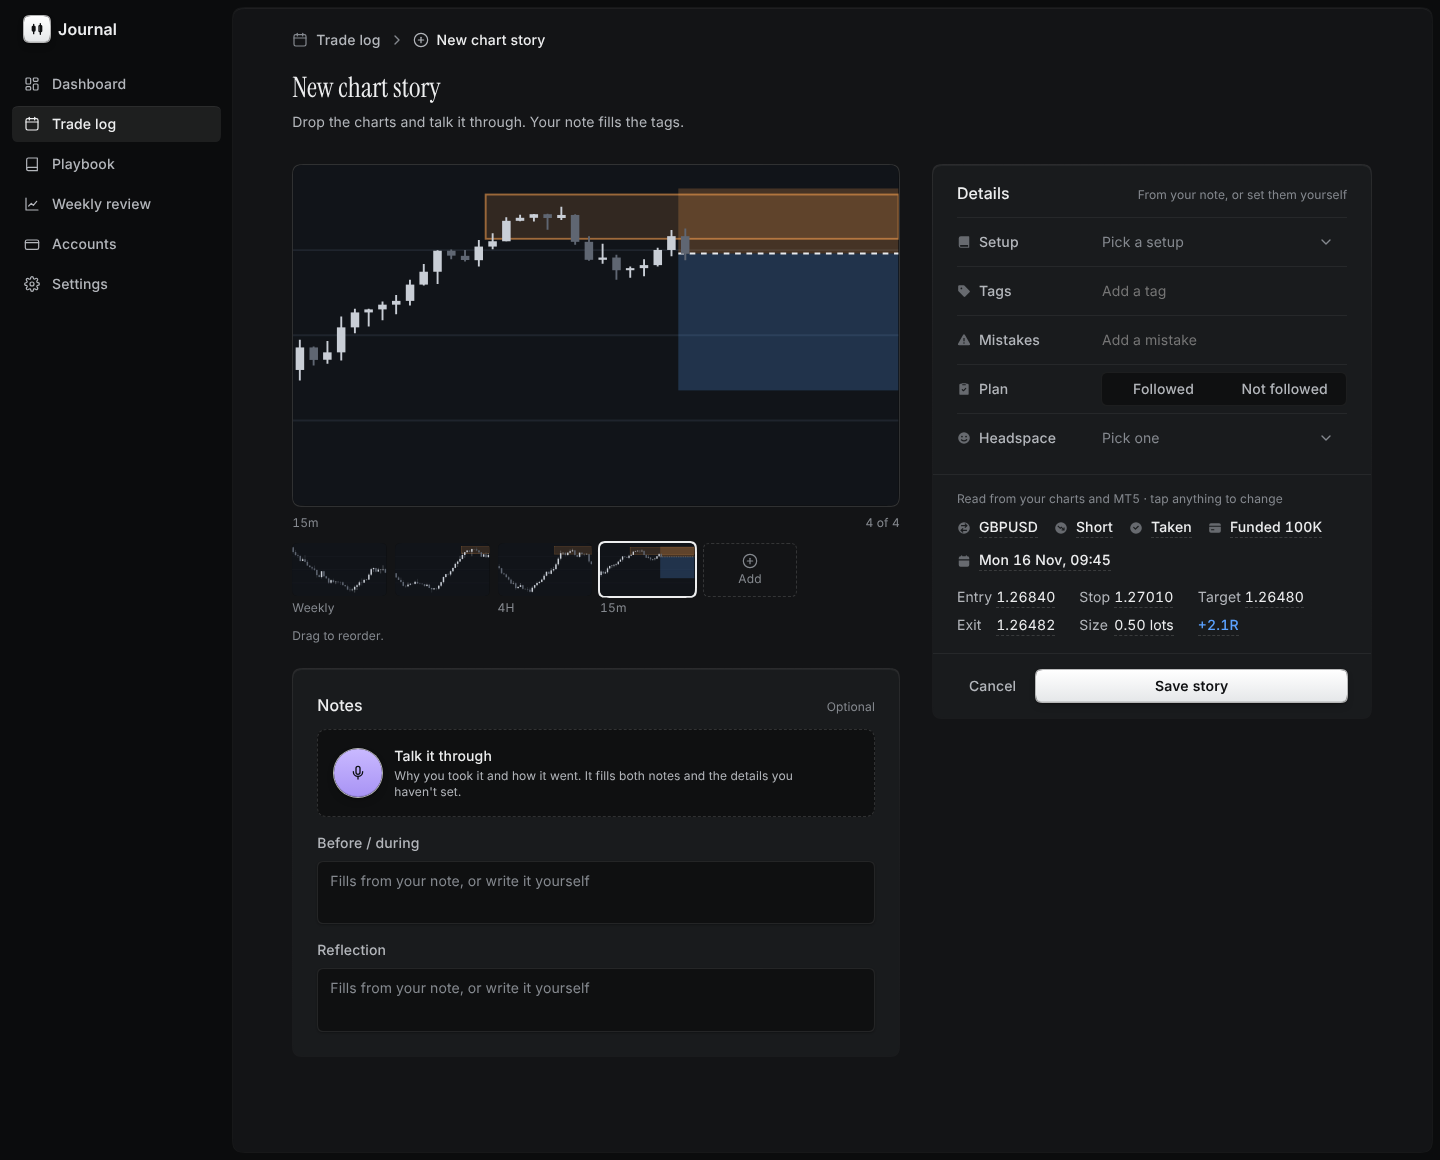 Journal
Dashboard
Trade log
Playbook
Weekly review
Accounts
Settings
Trade log
New chart story
New chart story
Drop the charts and talk it through. Your note fills the tags.
15m
4 of 4
Add
Weekly
4H
15m
Drag to reorder.
Notes
Optional
Talk it through
Why you took it and how it went. It fills both notes and the details you
haven't set.
Before / during
Fills from your note, or write it yourself
Reflection
Fills from your note, or write it yourself
Details
From your note, or set them yourself
Setup
Pick a setup
Tags
Add a tag
Mistakes
Add a mistake
Plan
Followed
Not followed
Headspace
Pick one
Read from your charts and MT5 · tap anything to change
GBPUSD
Short
Taken
Funded 100K
Mon 16 Nov, 09:45
Entry 1.26840
Stop 1.27010
Target 1.26480
Exit 1.26482
Size 0.50 lots
+2.1R
Cancel
Save story